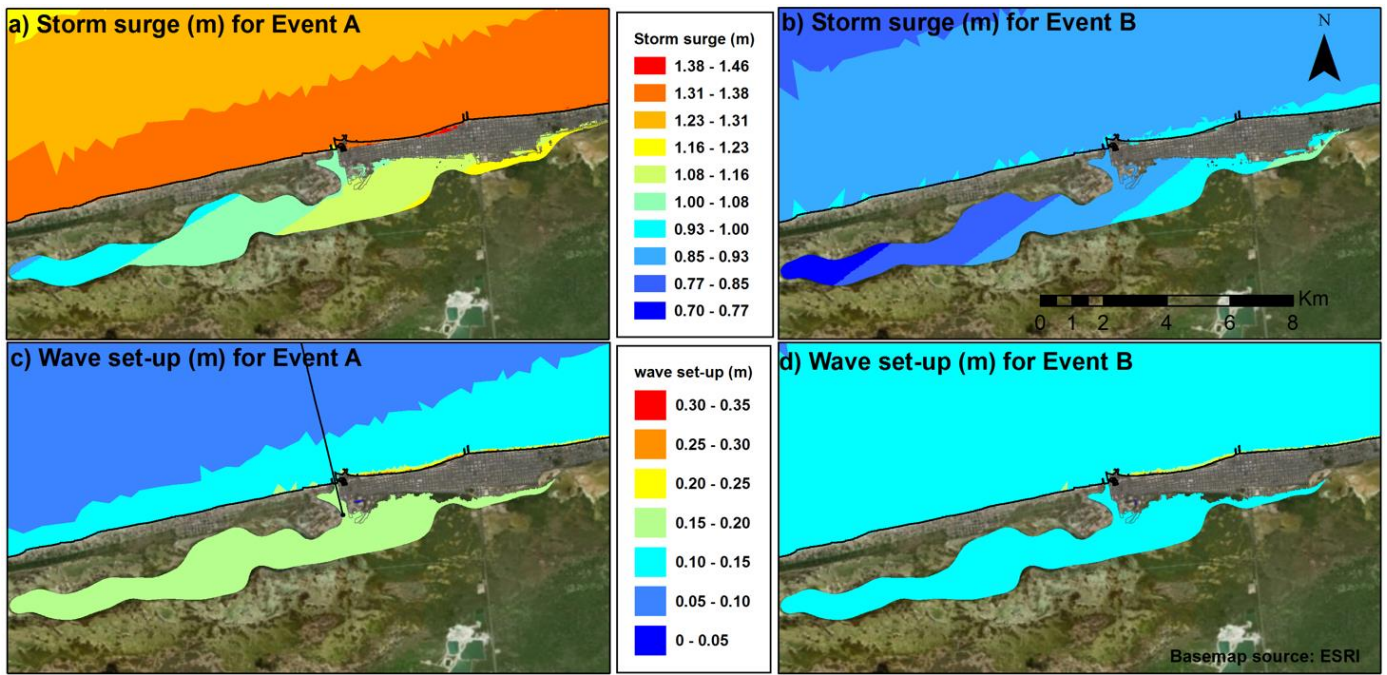 a) Storm surge (m) for Event A
Storm surge (m)
1.38 - 1.46
1.31 - 1.38
1.23 - 1.31
1.16 - 1.23
1.08 - 1.16
1.00 - 1.08
0.93 - 1.00
0.85 - 0.93
0.77 - 0.85
0.70 - 0.77
b) Storm surge (m) for Event B
N
Km
0 1 2 4 6 8
c) Wave set-up (m) for Event A
wave set-up (m)
0.30 - 0.35
0.25 - 0.30
0.20 - 0.25
0.15 - 0.20
0.10 - 0.15
0.05 - 0.10
0 - 0.05
d) Wave set-up (m) for Event B
Basemap source: ESRI